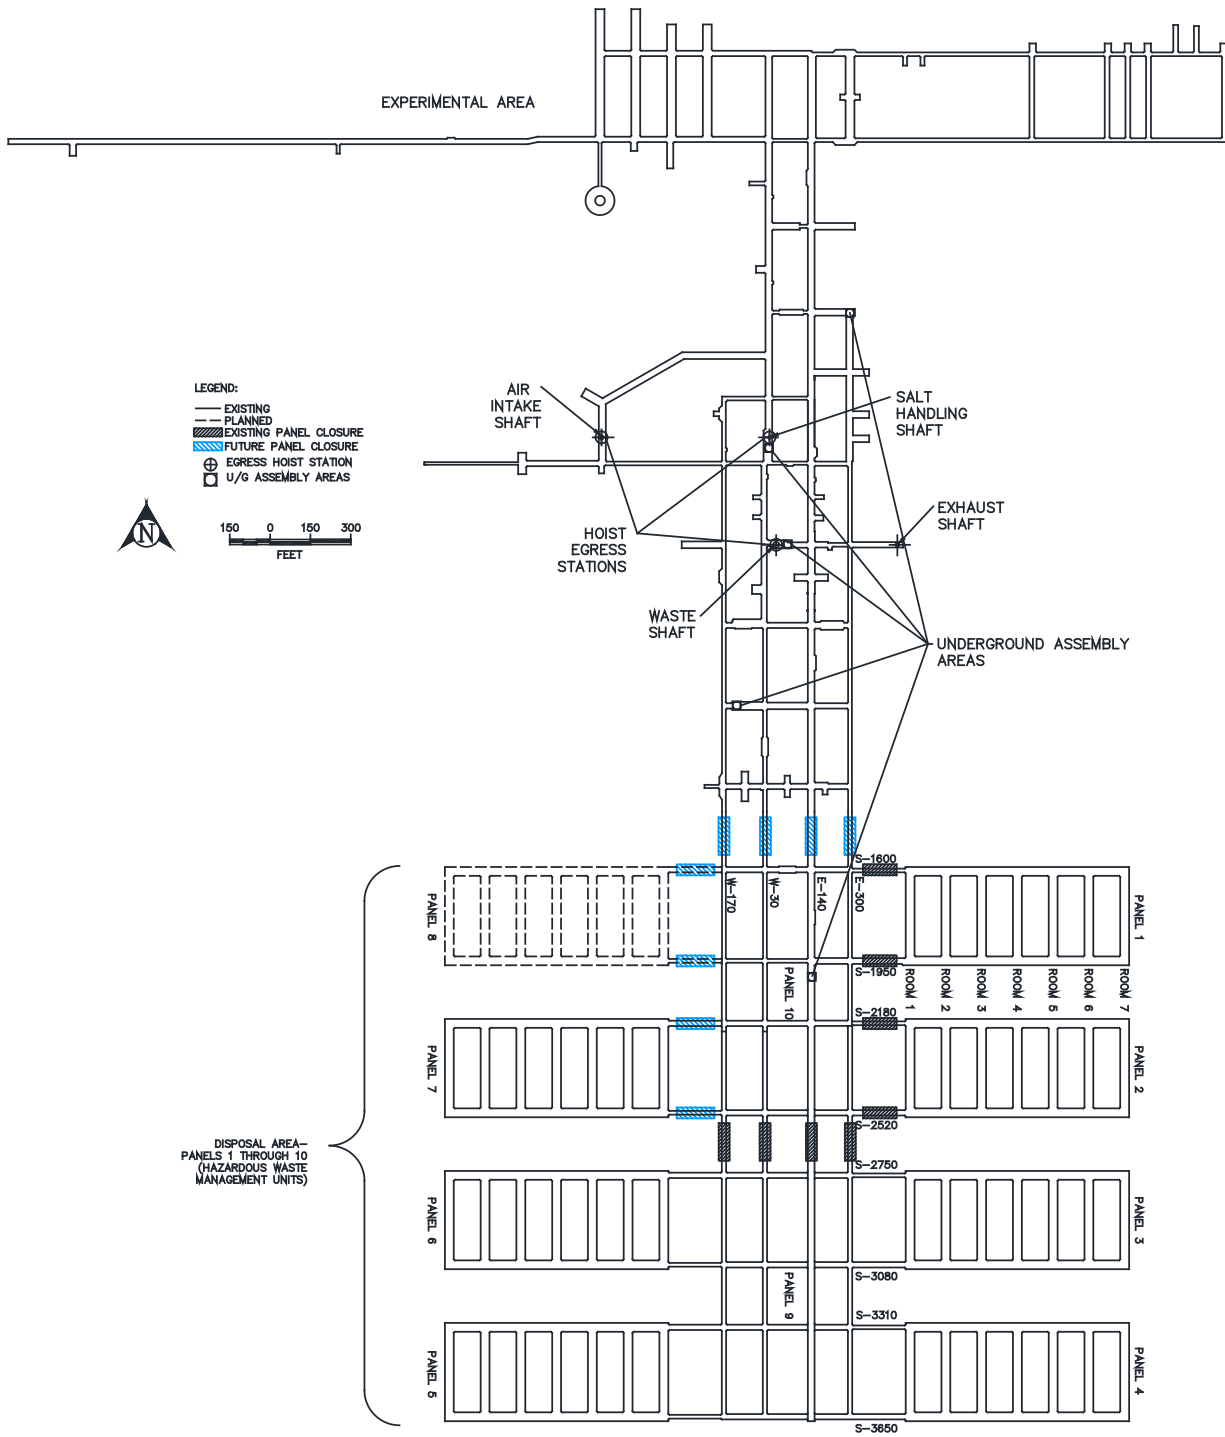 EXPERIMENTAL AREA
LEGEND:
EXISTING
PLANNED
EXISTING PANEL CLOSURE
FUTURE PANEL CLOSURE
EGRESS HOIST STATION
U/G ASSEMBLY AREAS
N
150 0 150 300
FEET
AIR
INTAKE
SHAFT
SALT
HANDLING
SHAFT
EXHAUST
SHAFT
HOIST
EGRESS
STATIONS
WASTE
SHAFT
UNDERGROUND ASSEMBLY
AREAS
S-1600
W-170
W-30
E-140
E-300
PANEL 8
PANEL 1
S-1950
ROOM 1
ROOM 2
ROOM 3
ROOM 4
ROOM 5
ROOM 6
ROOM 7
PANEL 10
S-2180
PANEL 7
PANEL 2
S-2520
DISPOSAL AREA-
PANELS 1 THROUGH 10
(HAZARDOUS WASTE
MANAGEMENT UNITS)
S-2750
PANEL 6
PANEL 3
S-3080
PANEL 9
S-3310
PANEL 5
PANEL 4
S-3650